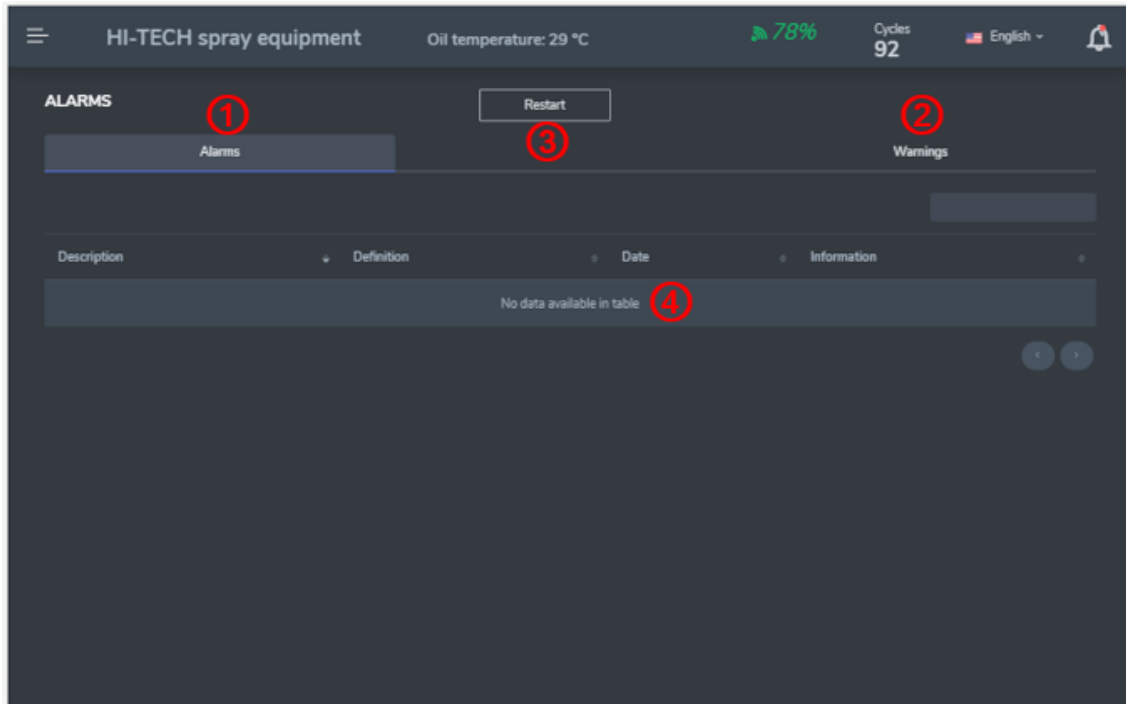 HI-TECH spray equipment Oil temperature: 29 °C 78% Cycles 92 English
ALARMS Restart
1 2 3
Alarms Warnings
Description Definition Date Information
No data available in table 4